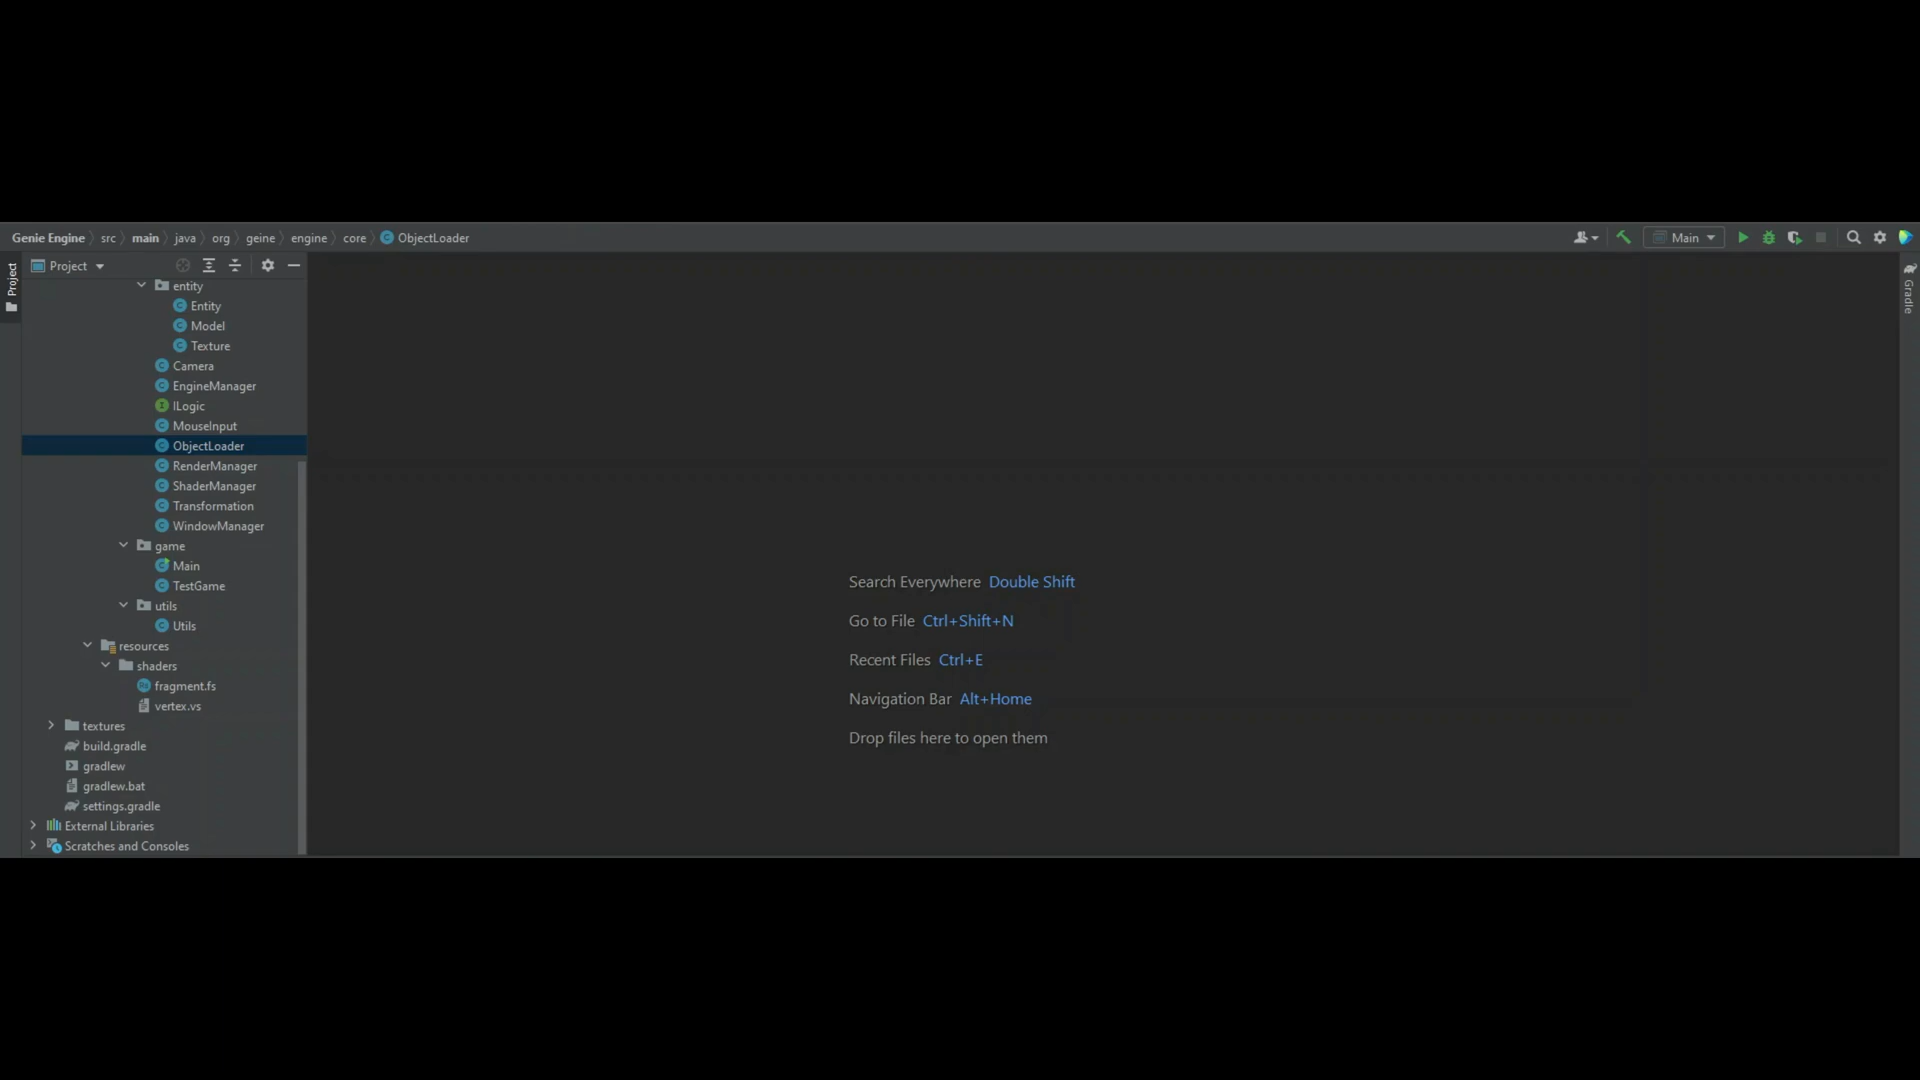 Genie Engine src main java org geine engine core ObjectLoader
Main
Project
Project
Gradle
entity
Entity
Model
Texture
Camera
EngineManager
ILogic
MouseInput
ObjectLoader
RenderManager
ShaderManager
Transformation
WindowManager
game
Main
TestGame
utils
Utils
resources
shaders
fragment.fs
vertex.vs
textures
build.gradle
gradlew
gradlew.bat
settings.gradle
External Libraries
Scratches and Consoles
Search Everywhere Double Shift
Go to File Ctrl+Shift+N
Recent Files Ctrl+E
Navigation Bar Alt+Home
Drop files here to open them